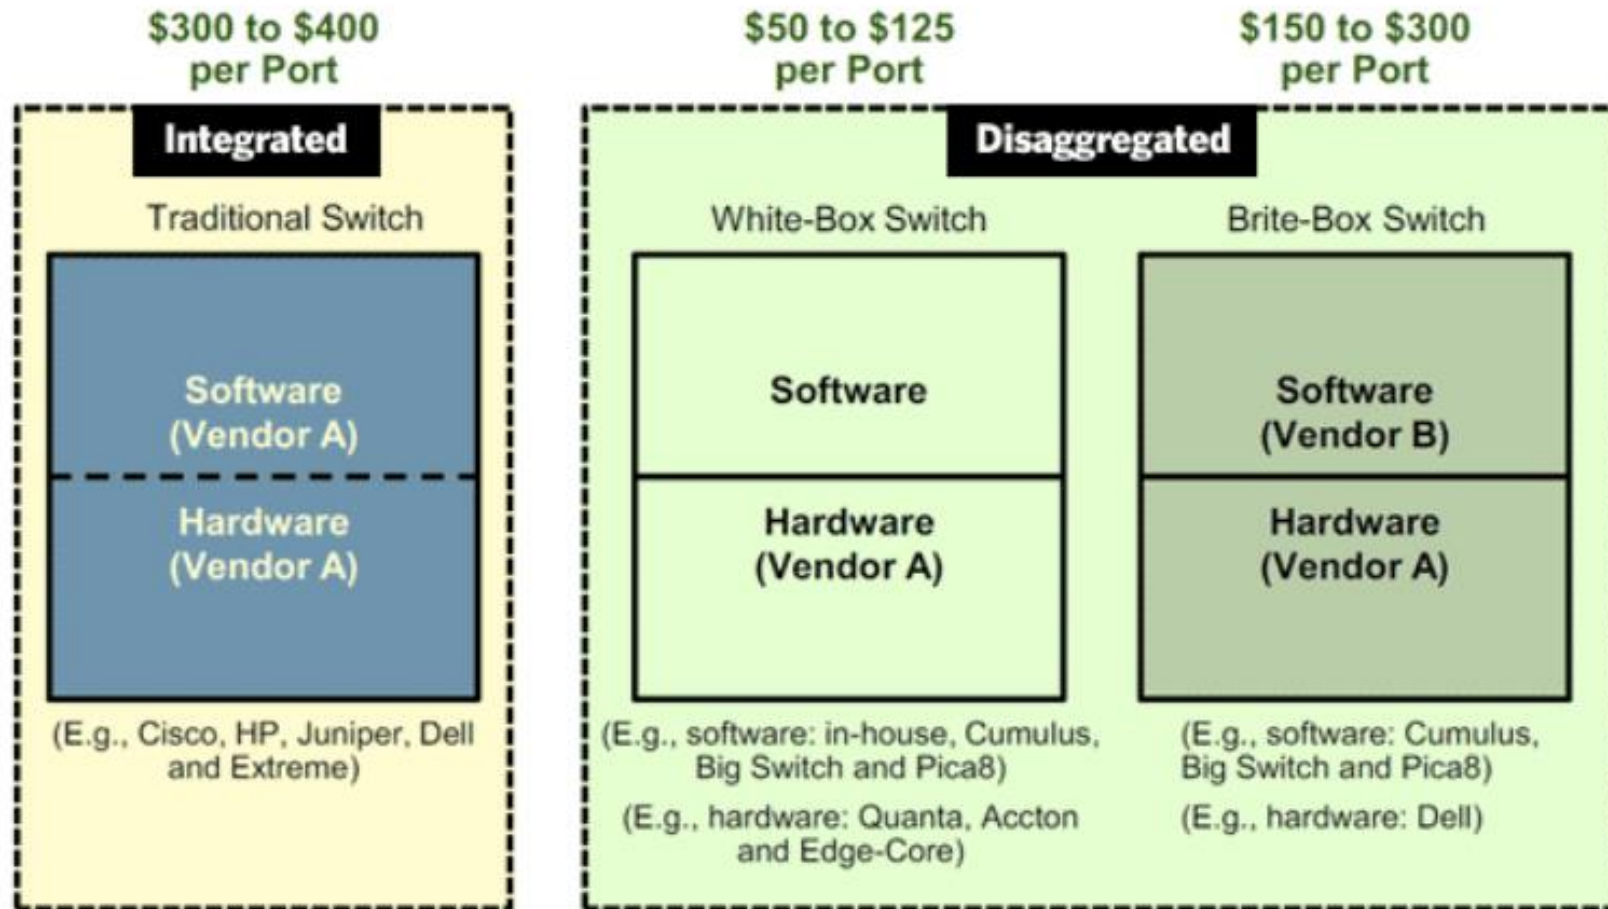 $300 to $400
per Port
Integrated
Traditional Switch
Software
(Vendor A)
Hardware
(Vendor A)
(E.g., Cisco, HP, Juniper, Dell
and Extreme)
$50 to $125
per Port
$150 to $300
per Port
Disaggregated
White-Box Switch
Software
Hardware
(Vendor A)
(E.g., software: in-house, Cumulus,
Big Switch and Pica8)
(E.g., hardware: Quanta, Accton
and Edge-Core)
Brite-Box Switch
Software
(Vendor B)
Hardware
(Vendor A)
(E.g., software: Cumulus,
Big Switch and Pica8)
(E.g., hardware: Dell)